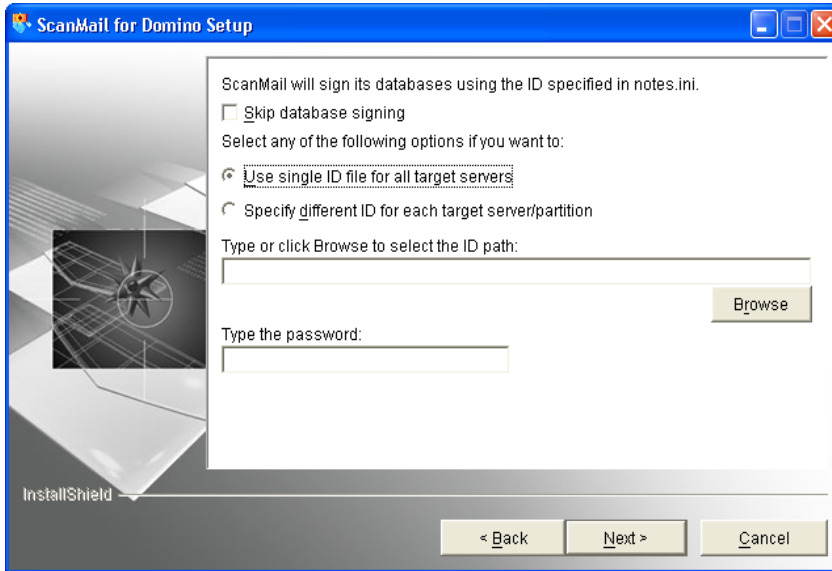 ScanMail for Domino Setup
ScanMail will sign its databases using the ID specified in notes.ini.
Skip database signing
Select any of the following options if you want to:
Use single ID file for all target servers
Specify different ID for each target server/partition
Type or click Browse to select the ID path:
Browse
Type the password:
InstallShield
< Back
Next >
Cancel